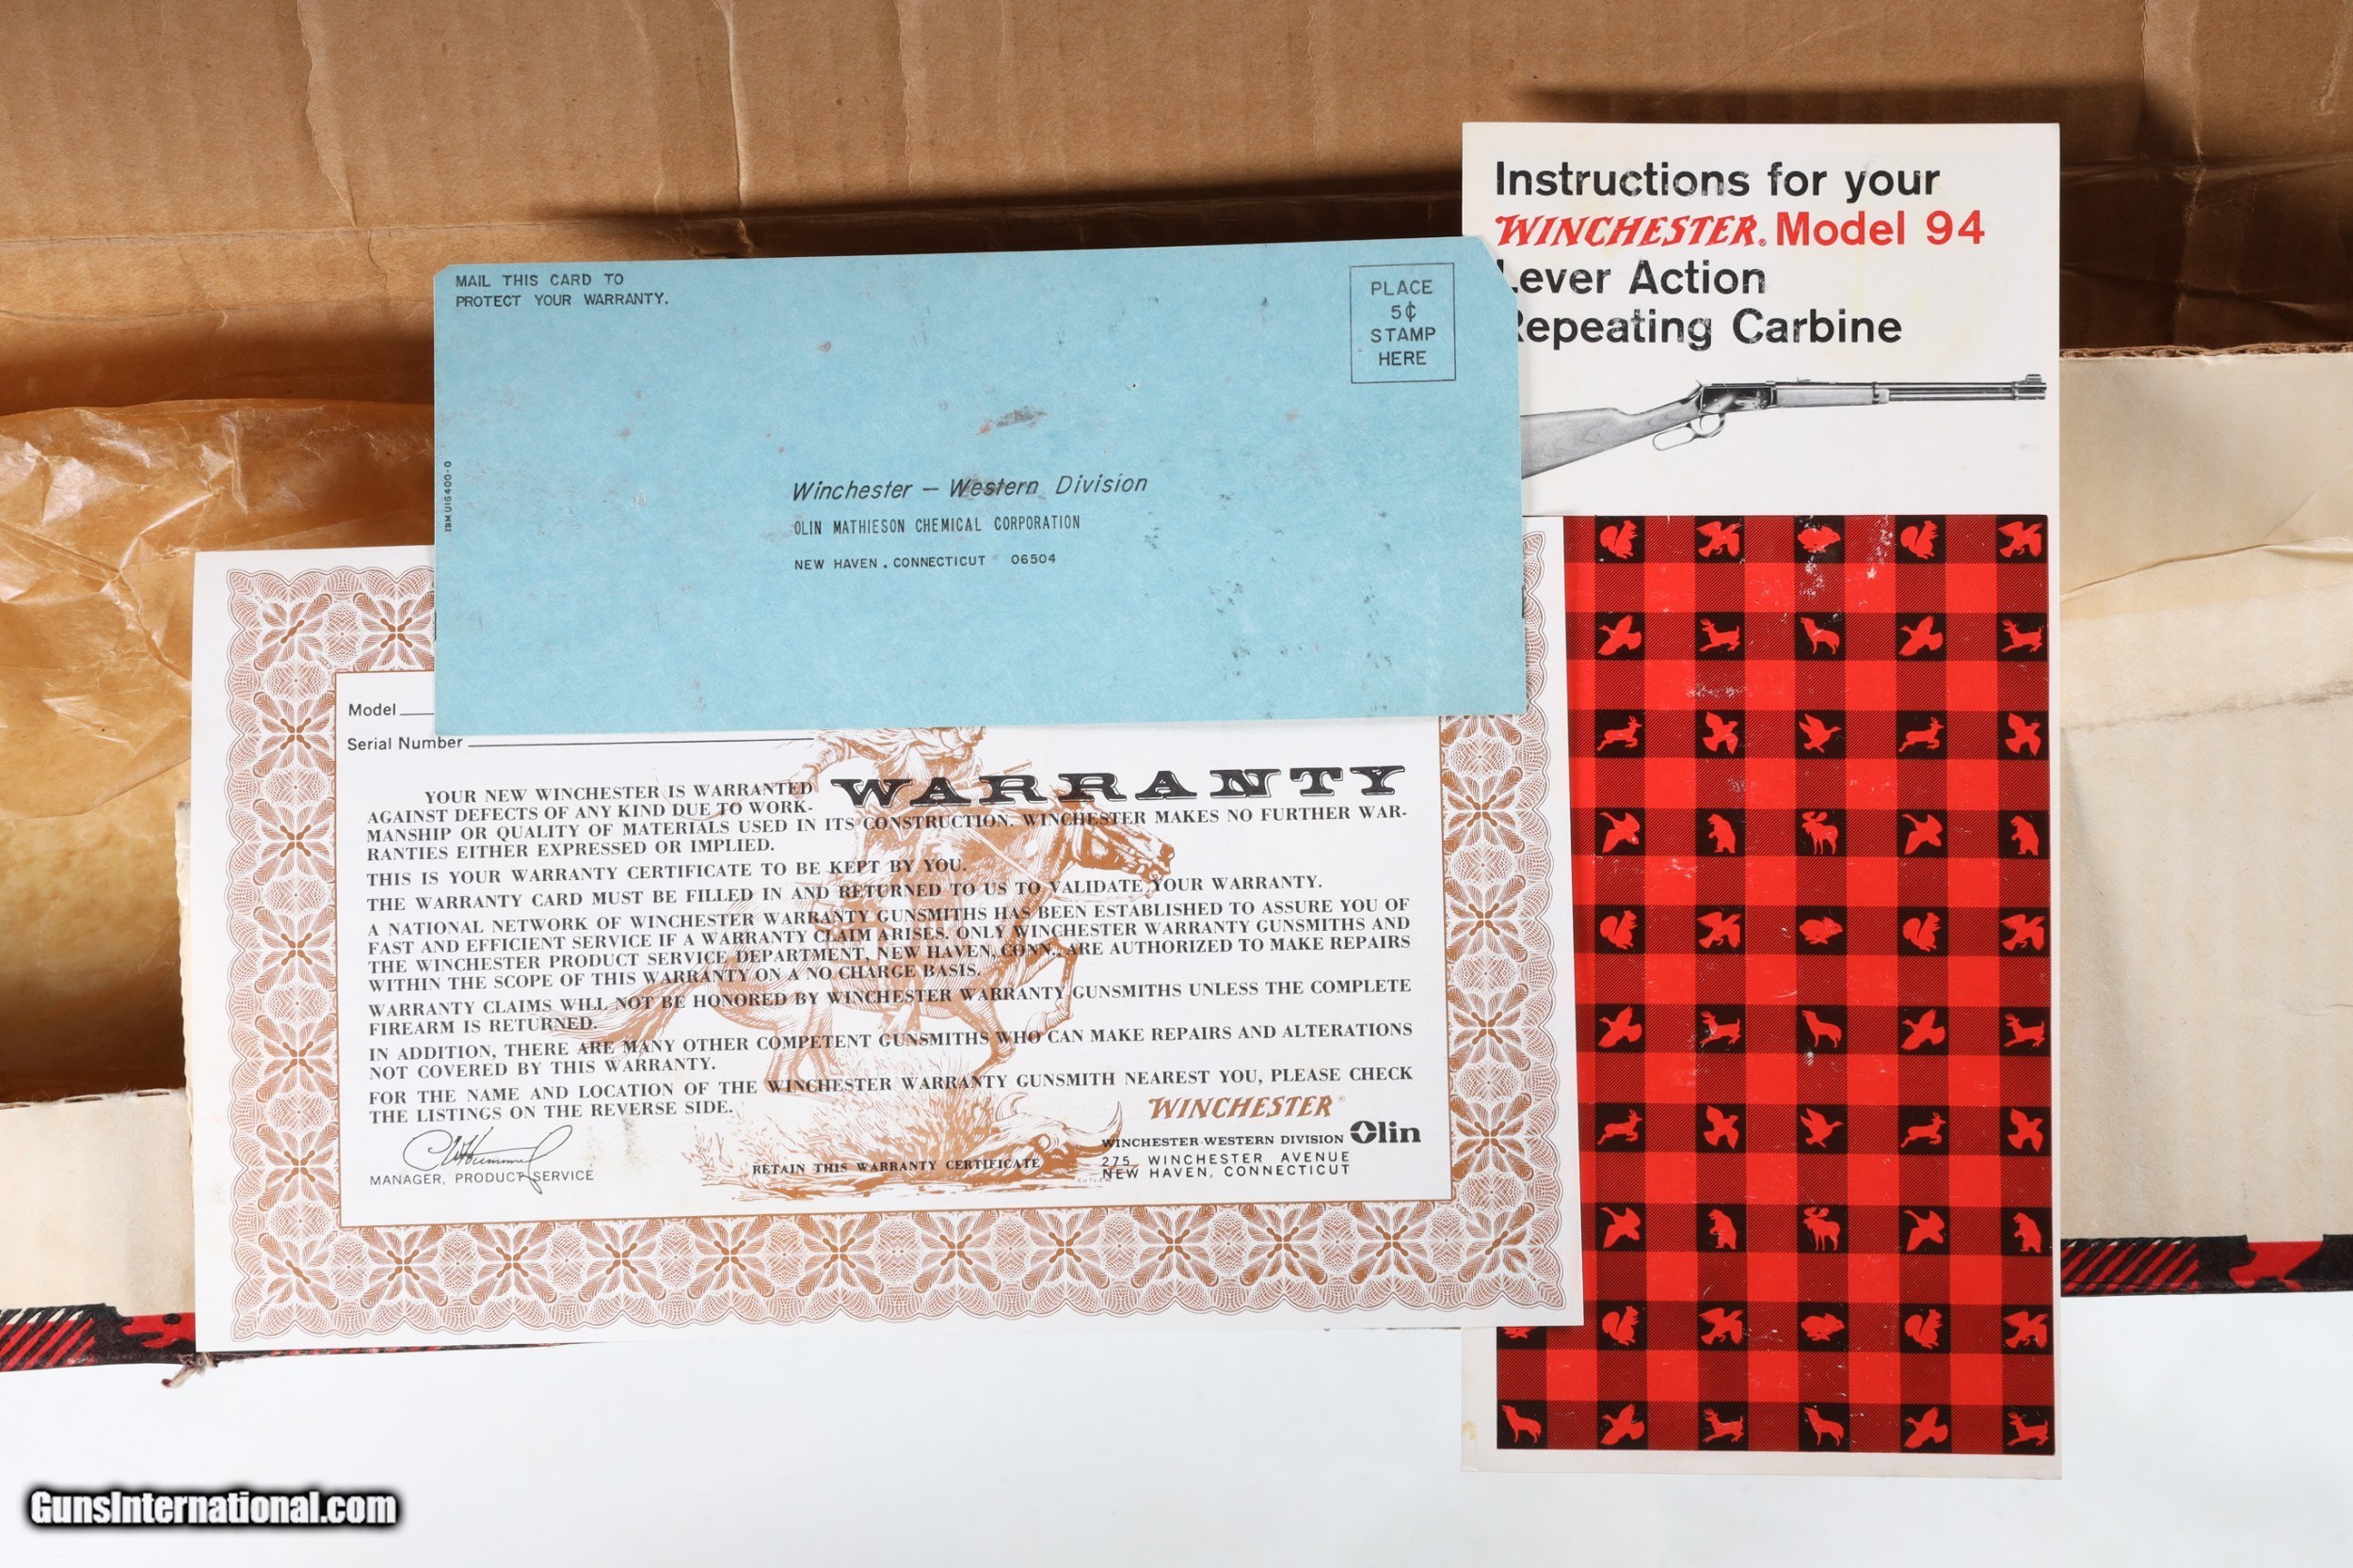 Instructions for your
WINCHESTER® Model 94
Lever Action
Repeating Carbine
MAIL THIS CARD TO
PROTECT YOUR WARRANTY.
PLACE
5¢
STAMP
HERE
Winchester – Western Division
OLIN MATHIESON CHEMICAL CORPORATION
NEW HAVEN, CONNECTICUT 06504
IBM U16400-0
Model
Serial Number
WARRANTY
YOUR NEW WINCHESTER IS WARRANTED
AGAINST DEFECTS OF ANY KIND DUE TO WORK-
MANSHIP OR QUALITY OF MATERIALS USED IN ITS CONSTRUCTION. WINCHESTER MAKES NO FURTHER WAR-
RANTIES EITHER EXPRESSED OR IMPLIED.
THIS IS YOUR WARRANTY CERTIFICATE TO BE KEPT BY YOU.
THE WARRANTY CARD MUST BE FILLED IN AND RETURNED TO US TO VALIDATE YOUR WARRANTY.
A NATIONAL NETWORK OF WINCHESTER WARRANTY GUNSMITHS HAS BEEN ESTABLISHED TO ASSURE YOU OF
FAST AND EFFICIENT SERVICE IF A WARRANTY CLAIM ARISES. ONLY WINCHESTER WARRANTY GUNSMITHS AND
THE WINCHESTER PRODUCT SERVICE DEPARTMENT, NEW HAVEN, CONN., ARE AUTHORIZED TO MAKE REPAIRS
WITHIN THE SCOPE OF THIS WARRANTY ON A NO CHARGE BASIS.
WARRANTY CLAIMS WILL NOT BE HONORED BY WINCHESTER WARRANTY GUNSMITHS UNLESS THE COMPLETE
FIREARM IS RETURNED.
IN ADDITION, THERE ARE MANY OTHER COMPETENT GUNSMITHS WHO CAN MAKE REPAIRS AND ALTERATIONS
NOT COVERED BY THIS WARRANTY.
FOR THE NAME AND LOCATION OF THE WINCHESTER WARRANTY GUNSMITH NEAREST YOU, PLEASE CHECK
THE LISTINGS ON THE REVERSE SIDE.
WINCHESTER®
WINCHESTER-WESTERN DIVISION Olin
275 WINCHESTER AVENUE
NEW HAVEN, CONNECTICUT
MANAGER, PRODUCT SERVICE
RETAIN THIS WARRANTY CERTIFICATE
GunsInternational.com